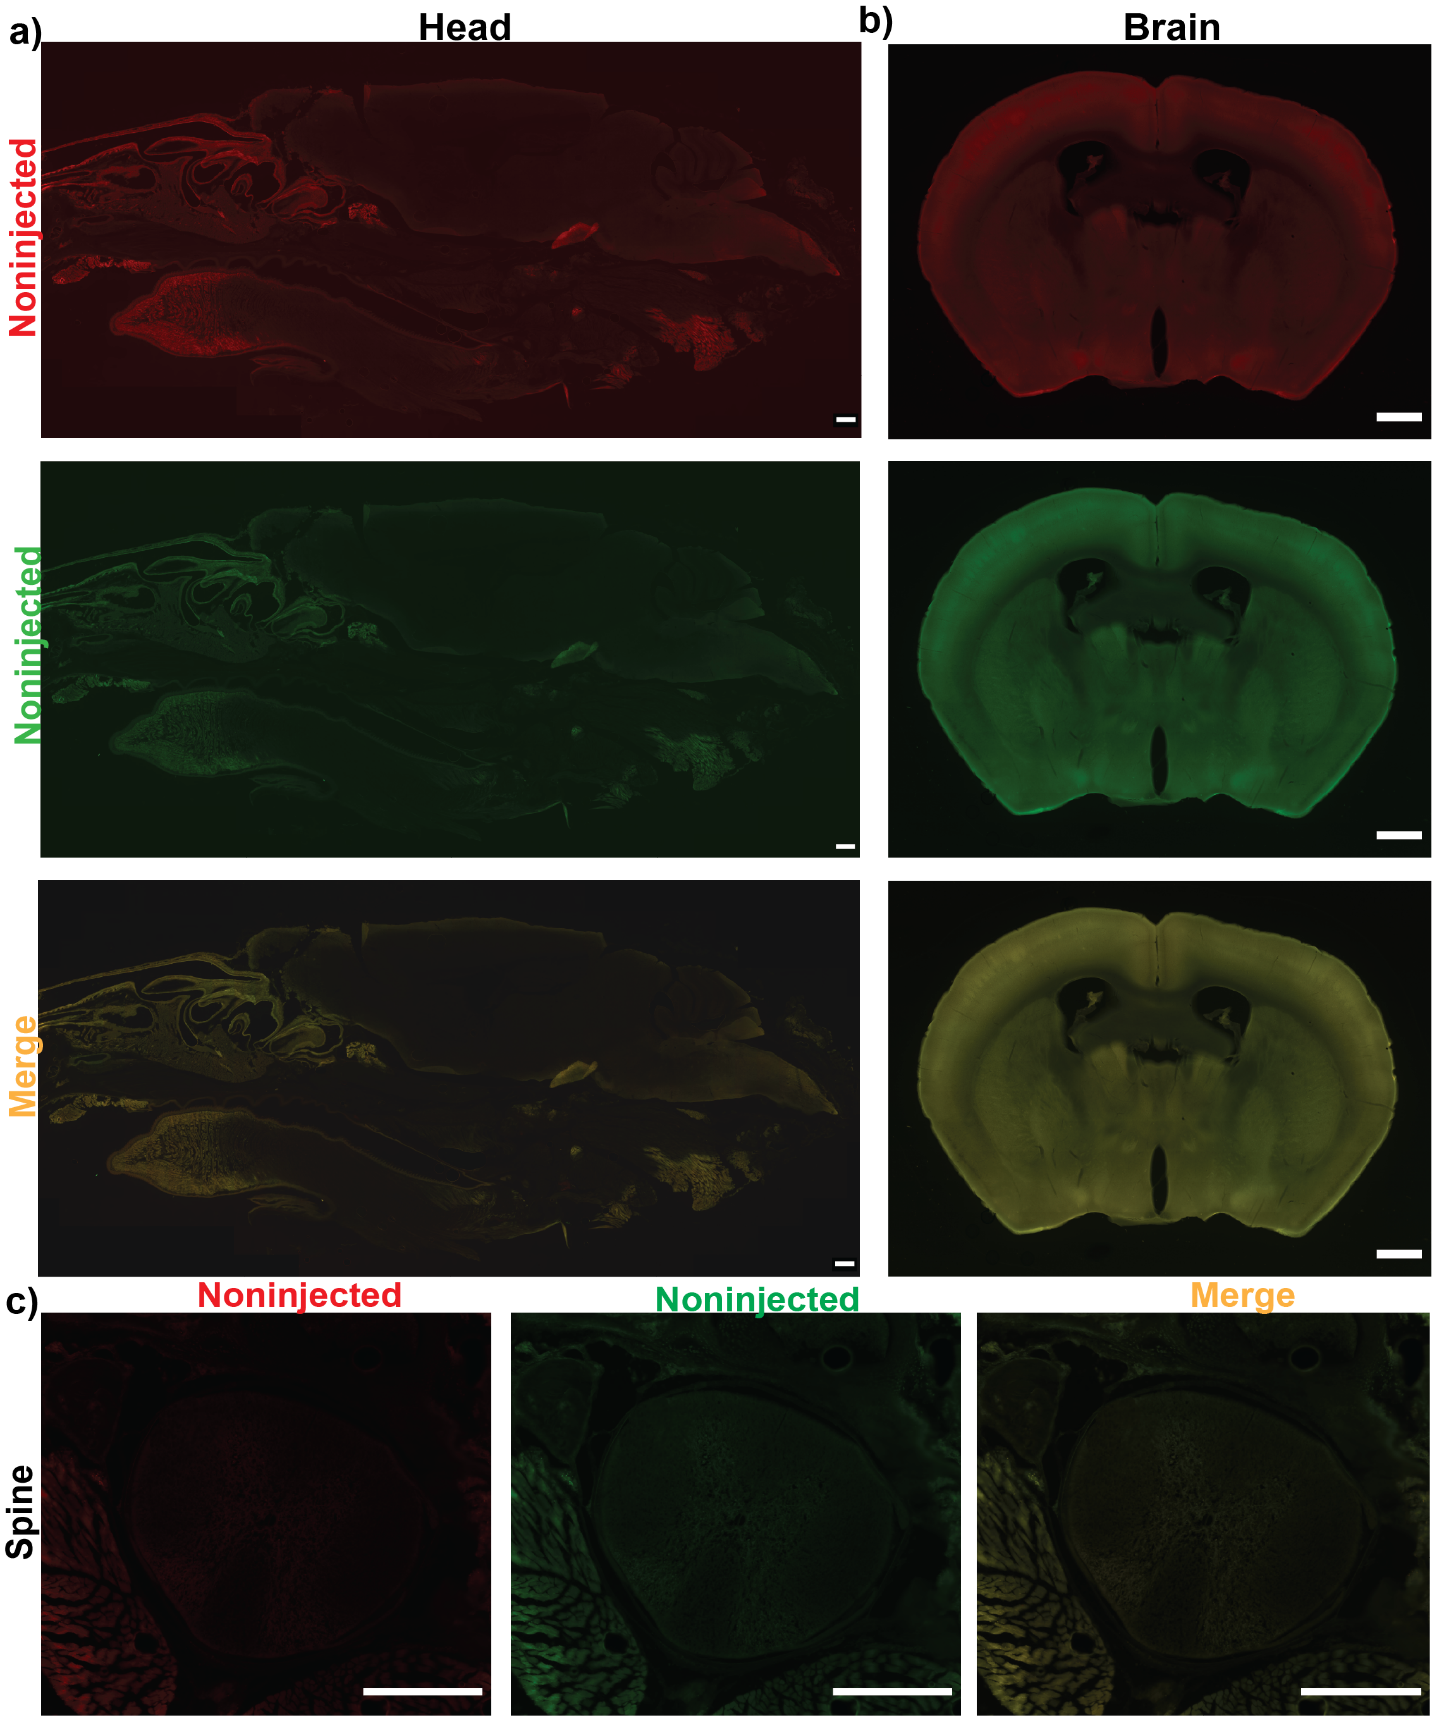 a) Head
b) Brain
Noninjected
Noninjected
Merge
c) Noninjected
Noninjected
Merge
Spine